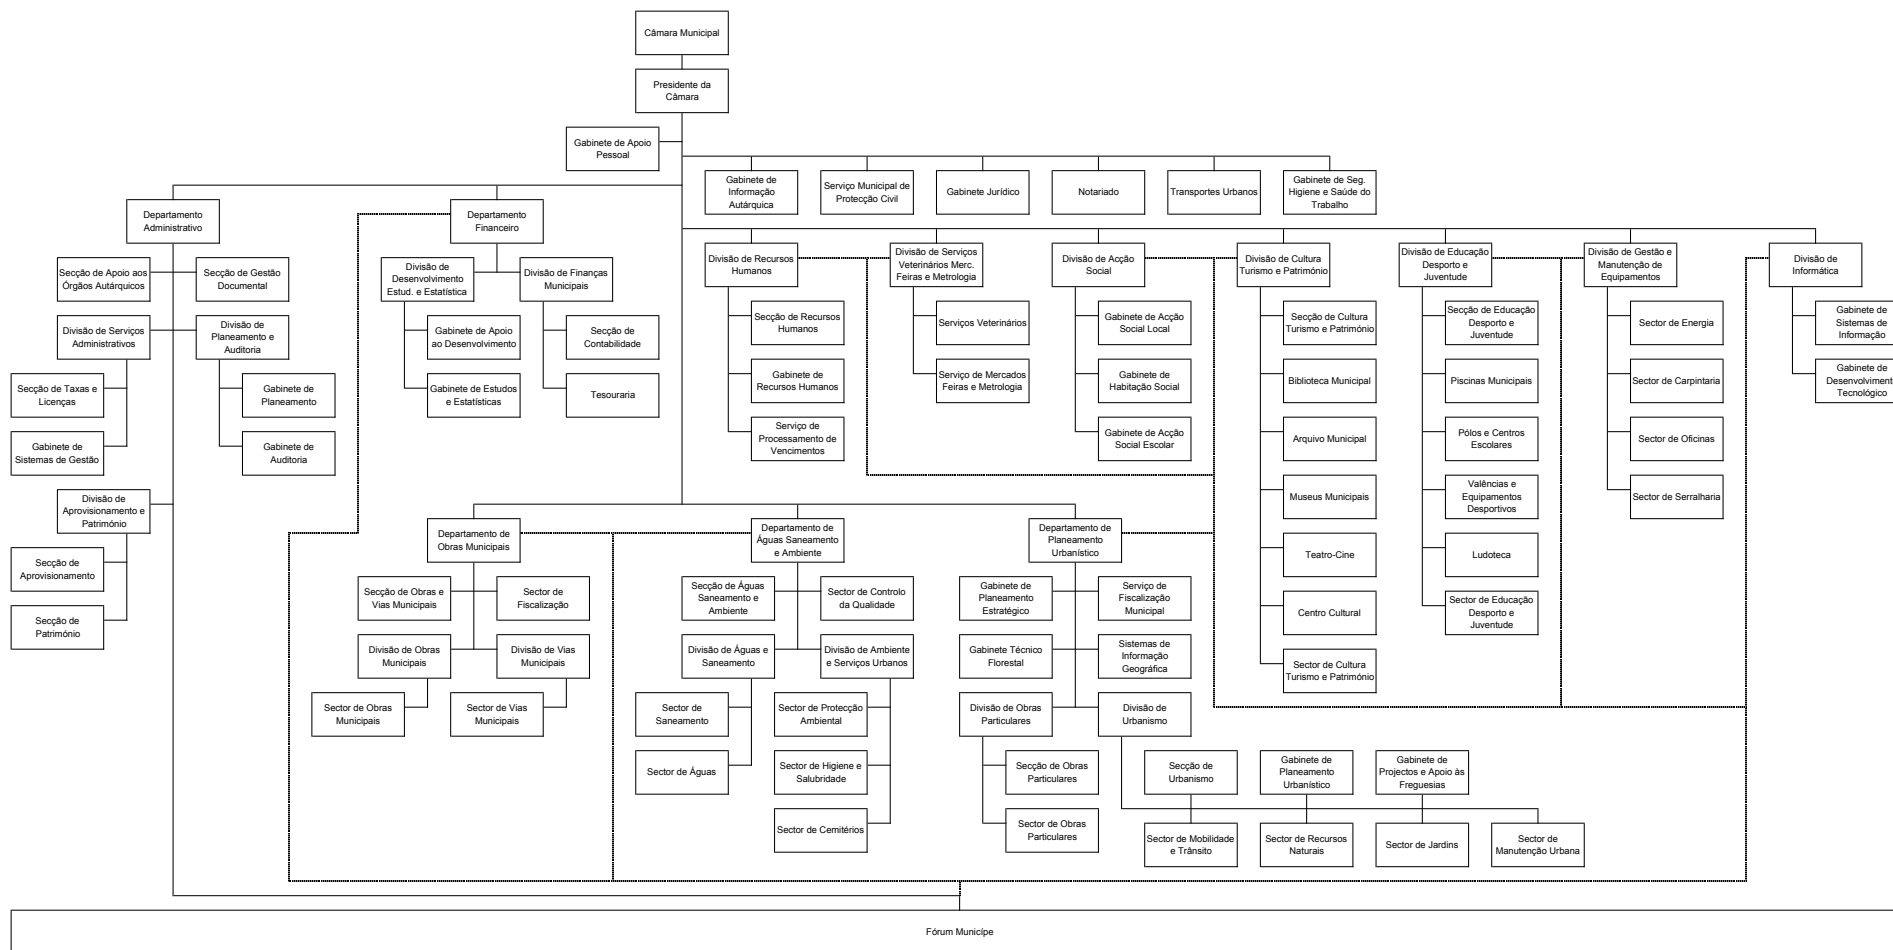 Câmara Municipal
Presidente da
Câmara
Gabinete de Apoio
Pessoal
Gabinete de
Informação
Autárquica
Serviço Municipal de
Protecção Civil
Gabinete Jurídico
Notariado
Transportes Urbanos
Gabinete de Seg.
Higiene e Saúde do
Trabalho
Departamento
Administrativo
Departamento
Financeiro
Secção de Apoio aos
Órgãos Autárquicos
Secção de Gestão
Documental
Divisão de Serviços
Administrativos
Divisão de
Planeamento e
Auditoria
Secção de Taxas e
Licenças
Gabinete de
Sistemas de Gestão
Gabinete de
Planeamento
Gabinete de
Auditoria
Divisão de
Aprovisionamento e
Património
Secção de
Aprovisionamento
Secção de
Património
Divisão de
Desenvolvimento
Estud. e Estatística
Divisão de Finanças
Municipais
Gabinete de Apoio
ao Desenvolvimento
Gabinete de Estudos
e Estatísticas
Secção de
Contabilidade
Tesouraria
Divisão de Recursos
Humanos
Secção de Recursos
Humanos
Gabinete de
Recursos Humanos
Serviço de
Processamento de
Vencimentos
Divisão de Serviços
Veterinários Merc.
Feiras e Metrologia
Serviços Veterinários
Serviço de Mercados
Feiras e Metrologia
Divisão de Acção
Social
Gabinete de Acção
Social Local
Gabinete de
Habitação Social
Gabinete de Acção
Social Escolar
Divisão de Cultura
Turismo e Património
Secção de Cultura
Turismo e Património
Biblioteca Municipal
Arquivo Municipal
Museus Municipais
Teatro-Cine
Centro Cultural
Sector de Cultura
Turismo e Património
Divisão de Educação
Desporto e
Juventude
Secção de Educação
Desporto e
Juventude
Piscinas Municipais
Pólos e Centros
Escolares
Valências e
Equipamentos
Desportivos
Ludoteca
Sector de Educação
Desporto e
Juventude
Divisão de Gestão e
Manutenção de
Equipamentos
Sector de Energia
Sector de Carpintaria
Sector de Oficinas
Sector de Serralharia
Divisão de
Informática
Gabinete de
Sistemas de
Informação
Gabinete de
Desenvolvimento
Tecnológico
Departamento de
Obras Municipais
Secção de Obras e
Vias Municipais
Sector de
Fiscalização
Divisão de Obras
Municipais
Divisão de Vias
Municipais
Sector de Obras
Municipais
Sector de Vias
Municipais
Departamento de
Águas Saneamento
e Ambiente
Secção de Águas
Saneamento e
Ambiente
Sector de Controlo
da Qualidade
Divisão de Águas e
Saneamento
Divisão de Ambiente
e Serviços Urbanos
Sector de
Saneamento
Sector de Águas
Sector de Protecção
Ambiental
Sector de Higiene e
Salubridade
Sector de Cemitérios
Departamento de
Planeamento
Urbanístico
Gabinete de
Planeamento
Estratégico
Serviço de
Fiscalização
Municipal
Gabinete Técnico
Florestal
Sistemas de
Informação
Geográfica
Divisão de Obras
Particulares
Divisão de
Urbanismo
Secção de Obras
Particulares
Sector de Obras
Particulares
Secção de
Urbanismo
Gabinete de
Planeamento
Urbanístico
Gabinete de
Projectos e Apoio às
Freguesias
Sector de Mobilidade
e Trânsito
Sector de Recursos
Naturais
Sector de Jardins
Sector de
Manutenção Urbana
Fórum Munícípe